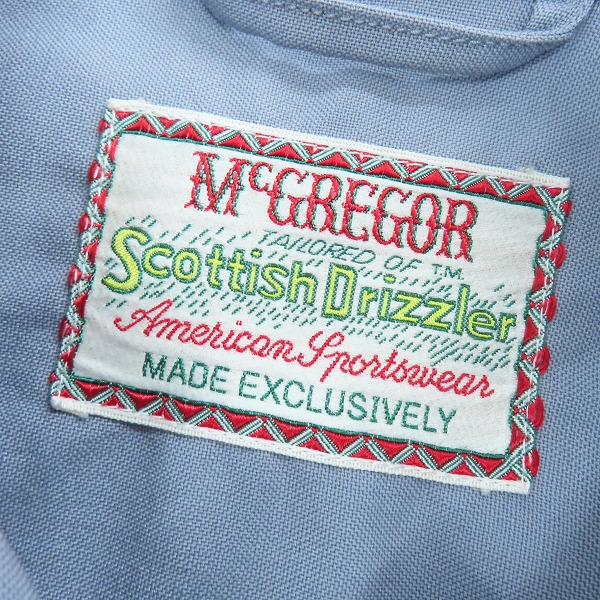 McGREGOR
TAILORED OF T.M.
Scottish Drizzler
American Sportswear
MADE EXCLUSIVELY